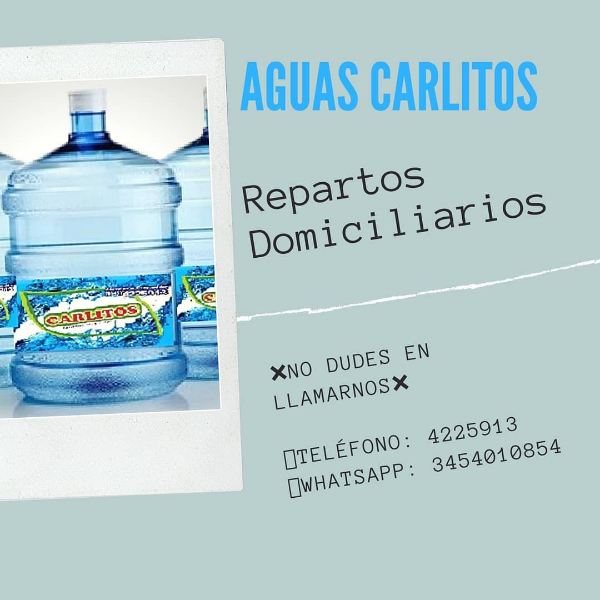 AGUAS CARLITOS
Repartos
Domiciliarios
CARLITOS
❌NO DUDES EN
LLAMARNOS❌
TELÉFONO: 4225913
WHATSAPP: 3454010854